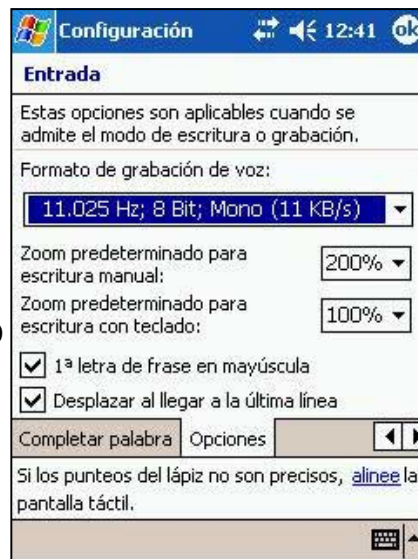 Configuración 12:41 ok
Entrada
Estas opciones son aplicables cuando se
admite el modo de escritura o grabación.
Formato de grabación de voz:
11.025 Hz; 8 Bit; Mono (11 KB/s)
Zoom predeterminado para
escritura manual:
200%
Zoom predeterminado para
escritura con teclado:
100%
1ª letra de frase en mayúscula
Desplazar al llegar a la última línea
Completar palabra Opciones
Si los punteos del lápiz no son precisos, alinee la
pantalla táctil.